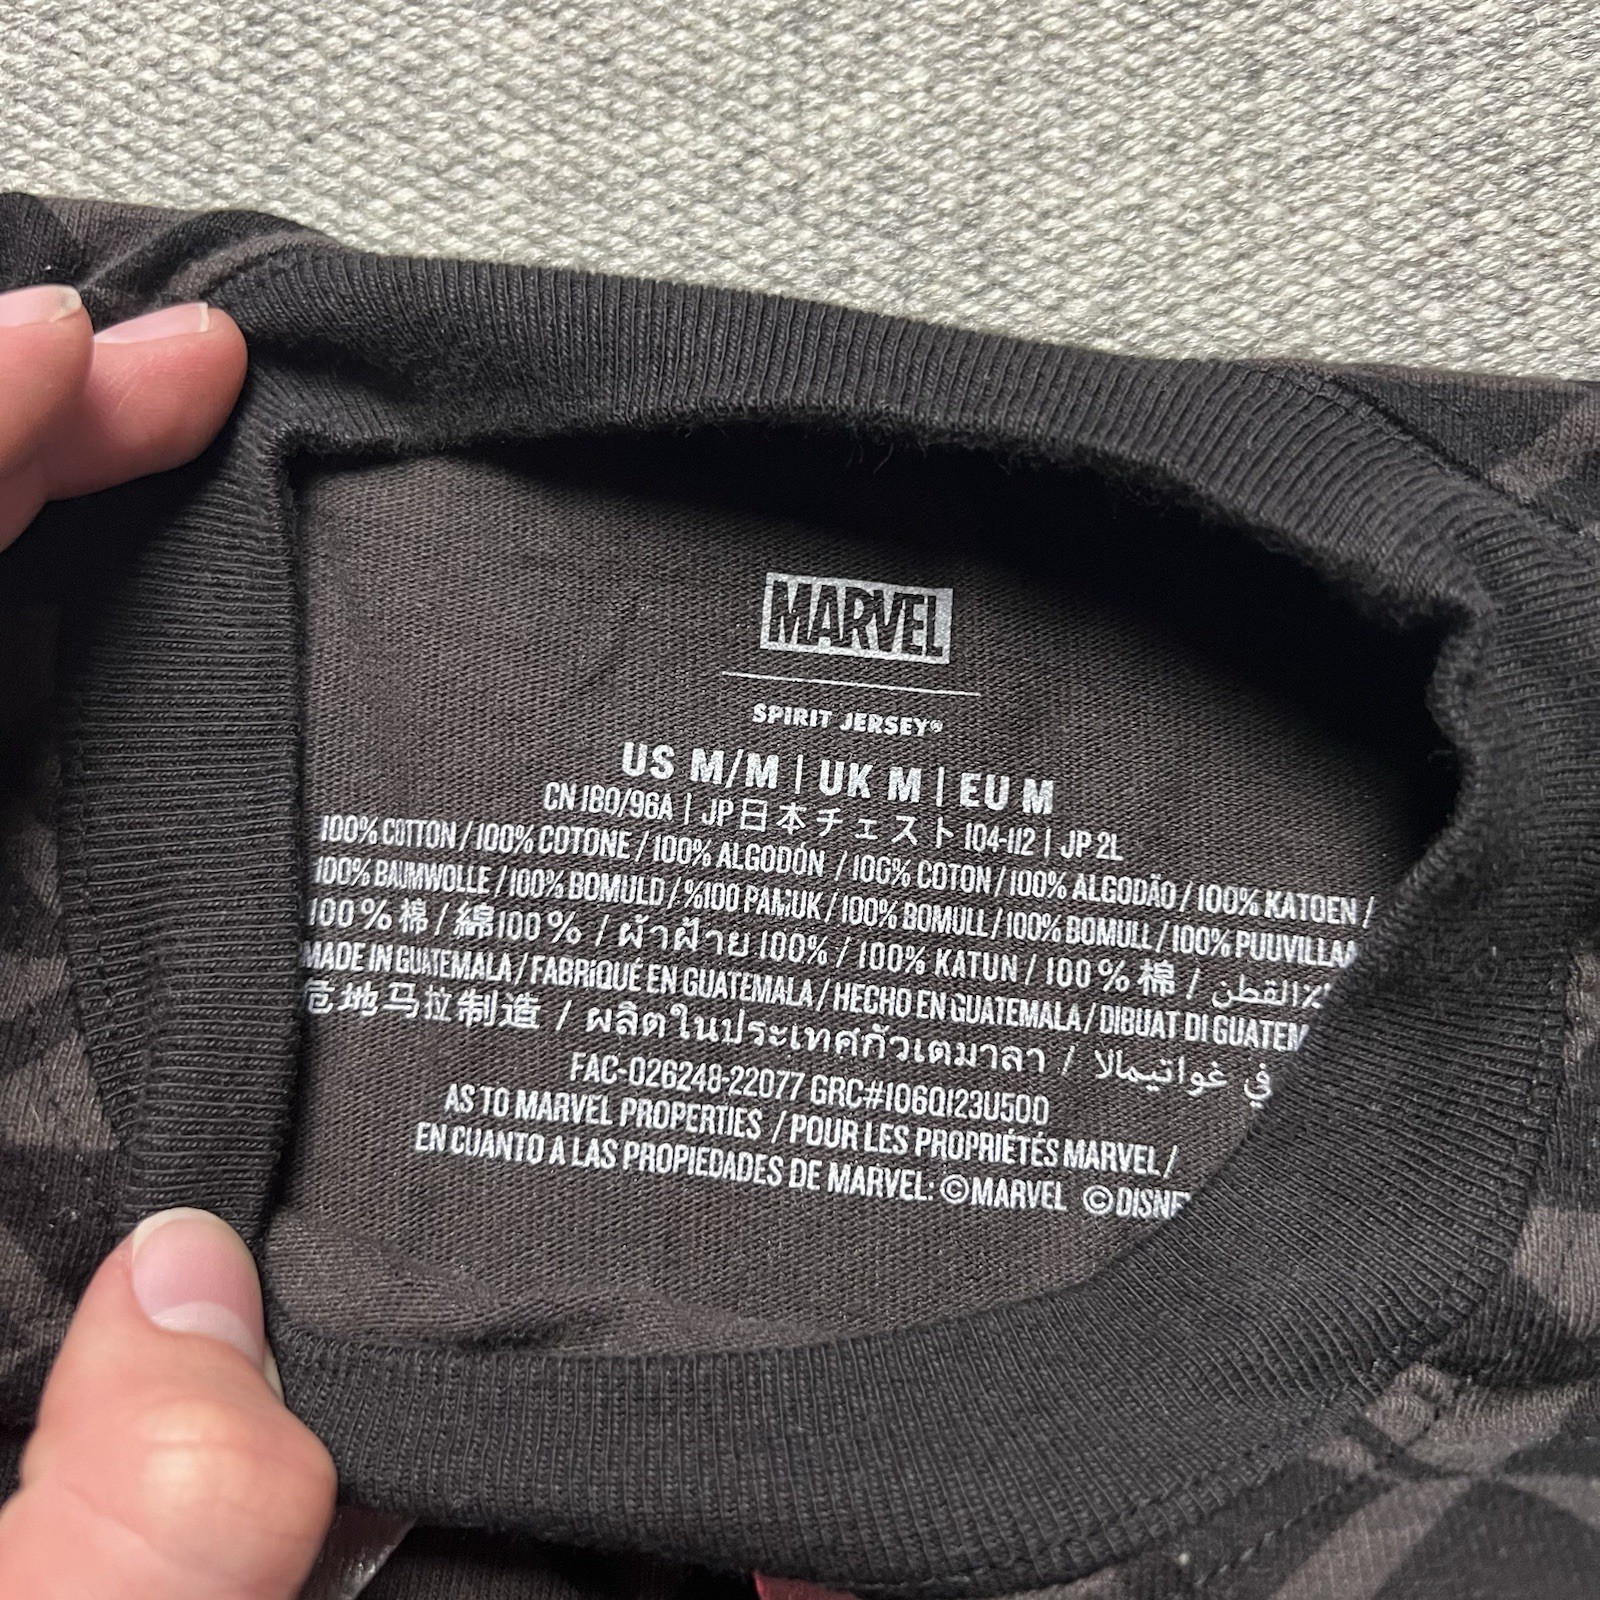 MARVEL
SPIRIT JERSEY®
US M/M | UK M | EU M
CN 180/96A | JP 日本チェスト 104-112 | JP 2L
100% COTTON / 100% COTONE / 100% ALGODÓN / 100% COTON / 100% ALGODÃO / 100% KATOEN /
100% BAUMWOLLE / 100% BOMULD / %100 PAMUK / 100% BOMULL / 100% BOMULL / 100% PUUVILLAA
100% 棉 / 綿100% / ผ้าฝ้าย 100% / 100% KATUN / 100% 棉 / القطن
MADE IN GUATEMALA / FABRIQUÉ EN GUATEMALA / HECHO EN GUATEMALA / DIBUAT DI GUATEM
危地马拉制造 / ผลิตในประเทศกัวเตมาลา / في غواتيمالا
FAC-026248-22077 GRC#106Q123U500
AS TO MARVEL PROPERTIES / POUR LES PROPRIÉTÉS MARVEL /
EN CUANTO A LAS PROPIEDADES DE MARVEL: ©MARVEL ©DISNE